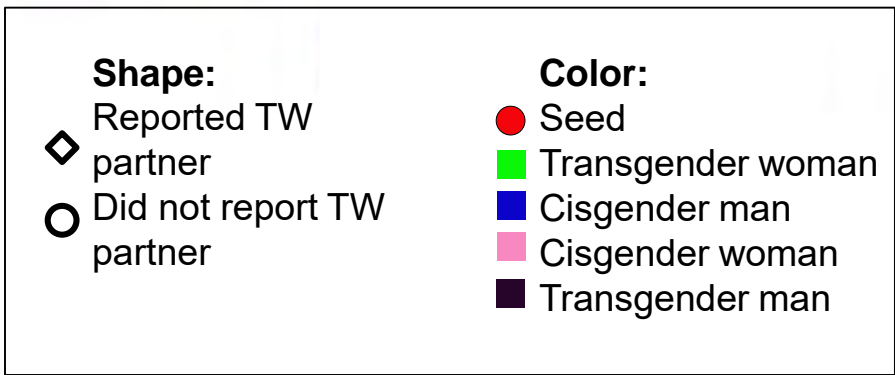 Shape:
Reported TW
partner
Did not report TW
partner
Color:
Seed
Transgender woman
Cisgender man
Cisgender woman
Transgender man